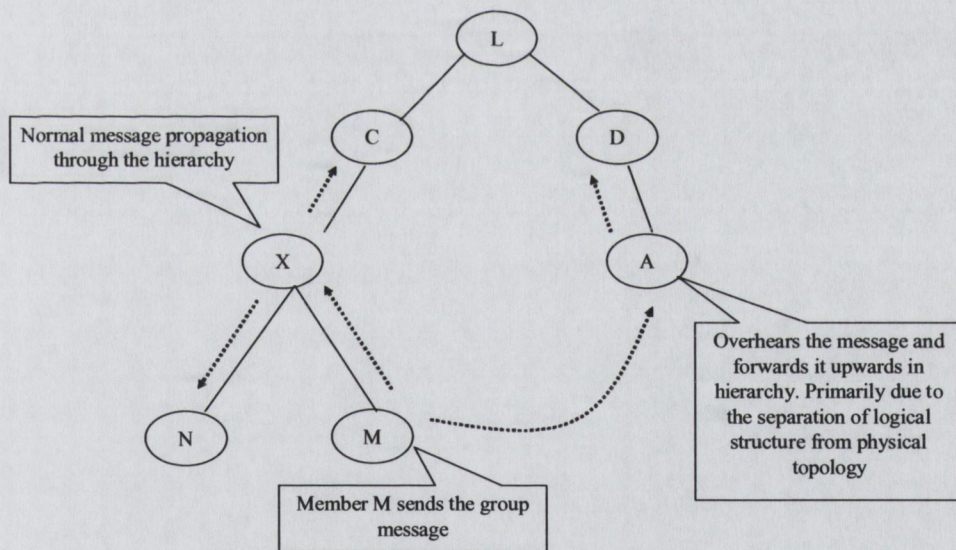 L
Normal message propagation
through the hierarchy
C
D
X
A
Overhears the message and
forwards it upwards in
hierarchy. Primarily due to
the separation of logical
structure from physical
topology
N
M
Member M sends the group
message